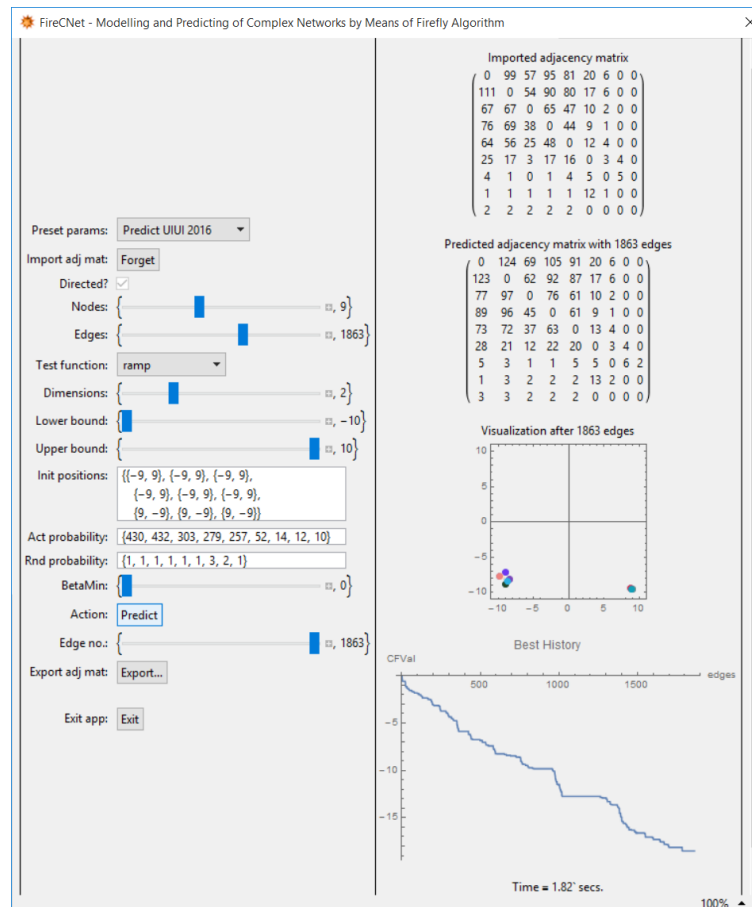 FireCNet - Modelling and Predicting of Complex Networks by Means of Firefly Algorithm
Preset params: Predict UIUI 2016
Import adj mat: Forget
Directed?
Nodes: { , 9}
Edges: { , 1863}
Test function: ramp
Dimensions: { , 2}
Lower bound: { , −10}
Upper bound: { , 10}
Init positions: {{−9, 9}, {−9, 9}, {−9, 9},
{−9, 9}, {−9, 9}, {−9, 9},
{9, −9}, {9, −9}, {9, −9}}
Act probability: {430, 432, 303, 279, 257, 52, 14, 12, 10}
Rnd probability: {1, 1, 1, 1, 1, 1, 3, 2, 1}
BetaMin: { , 0}
Action: Predict
Edge no.: { , 1863}
Export adj mat: Export...
Exit app: Exit
Imported adjacency matrix
0 99 57 95 81 20 6 0 0
111 0 54 90 80 17 6 0 0
67 67 0 65 47 10 2 0 0
76 69 38 0 44 9 1 0 0
64 56 25 48 0 12 4 0 0
25 17 3 17 16 0 3 4 0
4 1 0 1 4 5 0 5 0
1 1 1 1 1 12 1 0 0
2 2 2 2 2 0 0 0 0
Predicted adjacency matrix with 1863 edges
0 124 69 105 91 20 6 0 0
123 0 62 92 87 17 6 0 0
77 97 0 76 61 10 2 0 0
89 96 45 0 61 9 1 0 0
73 72 37 63 0 13 4 0 0
28 21 12 22 20 0 3 4 0
5 3 1 1 5 5 0 6 2
1 3 2 2 2 13 2 0 0
3 3 2 2 2 0 0 0 0
Visualization after 1863 edges
10
5
0
−5
−10
−10 −5 0 5 10
Best History
CFVal
edges
500 1000 1500
−5
−10
−15
Time = 1.82` secs.
100%